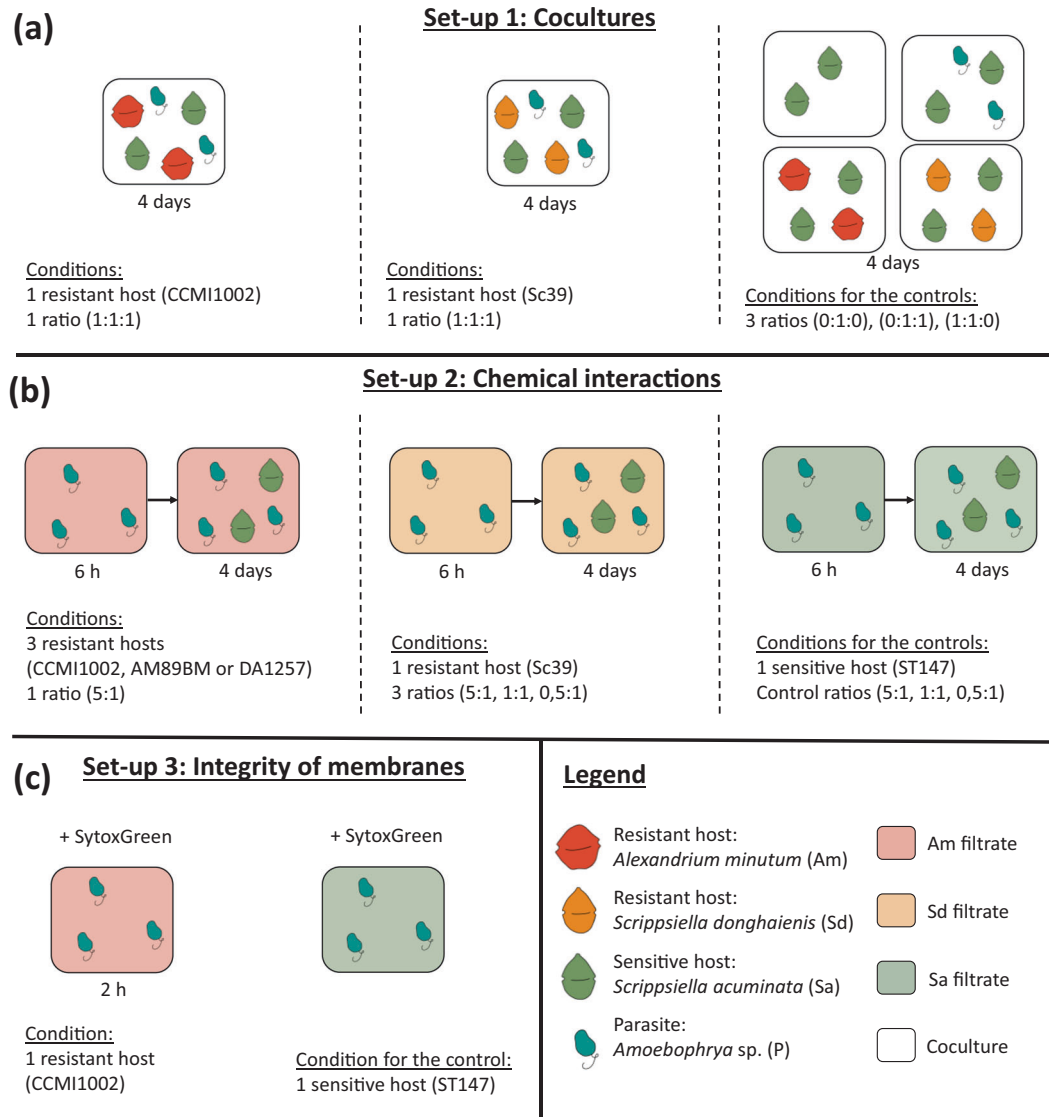 (a)
Set-up 1: Cocultures
4 days
Conditions:
1 resistant host (CCMI1002)
1 ratio (1:1:1)
4 days
Conditions:
1 resistant host (Sc39)
1 ratio (1:1:1)
4 days
Conditions for the controls:
3 ratios (0:1:0), (0:1:1), (1:1:0)
(b)
Set-up 2: Chemical interactions
6 h
4 days
Conditions:
3 resistant hosts
(CCMI1002, AM89BM or DA1257)
1 ratio (5:1)
6 h
4 days
Conditions:
1 resistant host (Sc39)
3 ratios (5:1, 1:1, 0,5:1)
6 h
4 days
Conditions for the controls:
1 sensitive host (ST147)
Control ratios (5:1, 1:1, 0,5:1)
(c)
Set-up 3: Integrity of membranes
+ SytoxGreen
2 h
Condition:
1 resistant host
(CCMI1002)
+ SytoxGreen
Condition for the control:
1 sensitive host (ST147)
Legend
Resistant host:
Alexandrium minutum (Am)
Resistant host:
Scrippsiella donghaienis (Sd)
Sensitive host:
Scrippsiella acuminata (Sa)
Parasite:
Amoebophrya sp. (P)
Am filtrate
Sd filtrate
Sa filtrate
Coculture